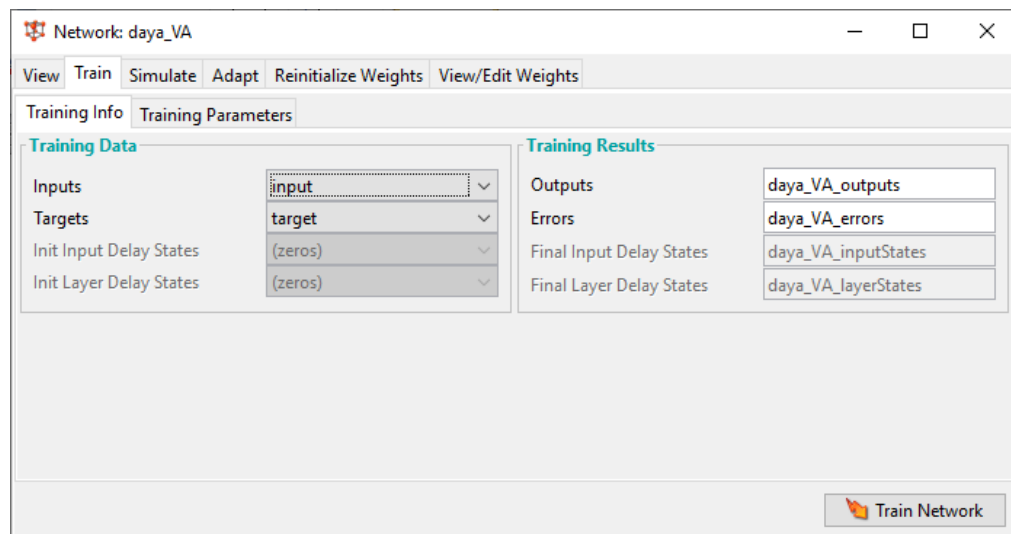 Network: daya_VA
View Train Simulate Adapt Reinitialize Weights View/Edit Weights
Training Info Training Parameters
Training Data
Inputs input
Targets target
Init Input Delay States (zeros)
Init Layer Delay States (zeros)
Training Results
Outputs daya_VA_outputs
Errors daya_VA_errors
Final Input Delay States daya_VA_inputStates
Final Layer Delay States daya_VA_layerStates
Train Network